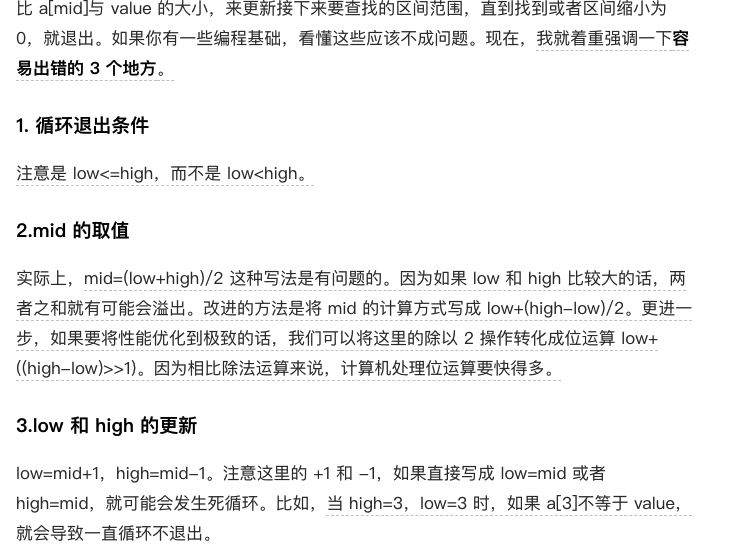 比 a[mid]与 value 的大小，来更新接下来要查找的区间范围，直到找到或者区间缩小为
0，就退出。如果你有一些编程基础，看懂这些应该不成问题。现在，我就着重强调一下容
易出错的 3 个地方。
1. 循环退出条件
注意是 low<=high，而不是 low<high。
2.mid 的取值
实际上，mid=(low+high)/2 这种写法是有问题的。因为如果 low 和 high 比较大的话，两
者之和就有可能会溢出。改进的方法是将 mid 的计算方式写成 low+(high-low)/2。更进一
步，如果要将性能优化到极致的话，我们可以将这里的除以 2 操作转化成位运算 low+
((high-low)>>1)。因为相比除法运算来说，计算机处理位运算要快得多。
3.low 和 high 的更新
low=mid+1，high=mid-1。注意这里的 +1 和 -1，如果直接写成 low=mid 或者
high=mid，就可能会发生死循环。比如，当 high=3，low=3 时，如果 a[3]不等于 value，
就会导致一直循环不退出。